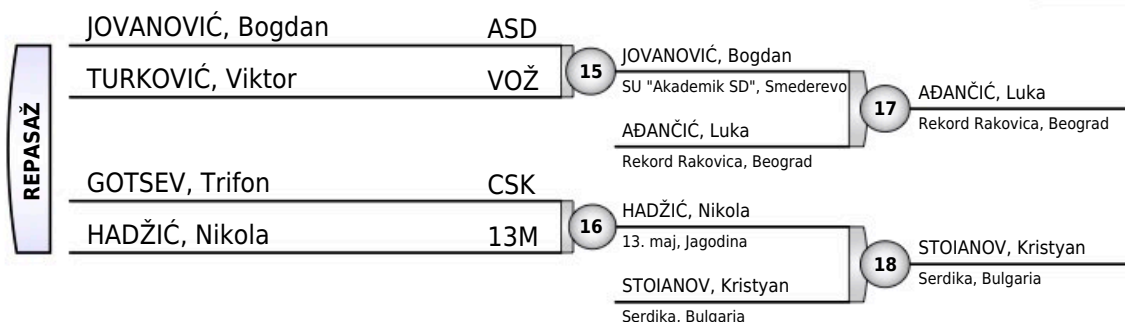 JOVANOVIĆ, Bogdan ASD
TURKOVIĆ, Viktor VOŽ
15
JOVANOVIĆ, Bogdan
SU "Akademik SD", Smederevo
AĐANČIĆ, Luka
Rekord Rakovica, Beograd
17
AĐANČIĆ, Luka
Rekord Rakovica, Beograd
REPASAŽ
GOTSEV, Trifon CSK
HADŽIĆ, Nikola 13M
16
HADŽIĆ, Nikola
13. maj, Jagodina
STOIANOV, Kristyan
Serdika, Bulgaria
18
STOIANOV, Kristyan
Serdika, Bulgaria